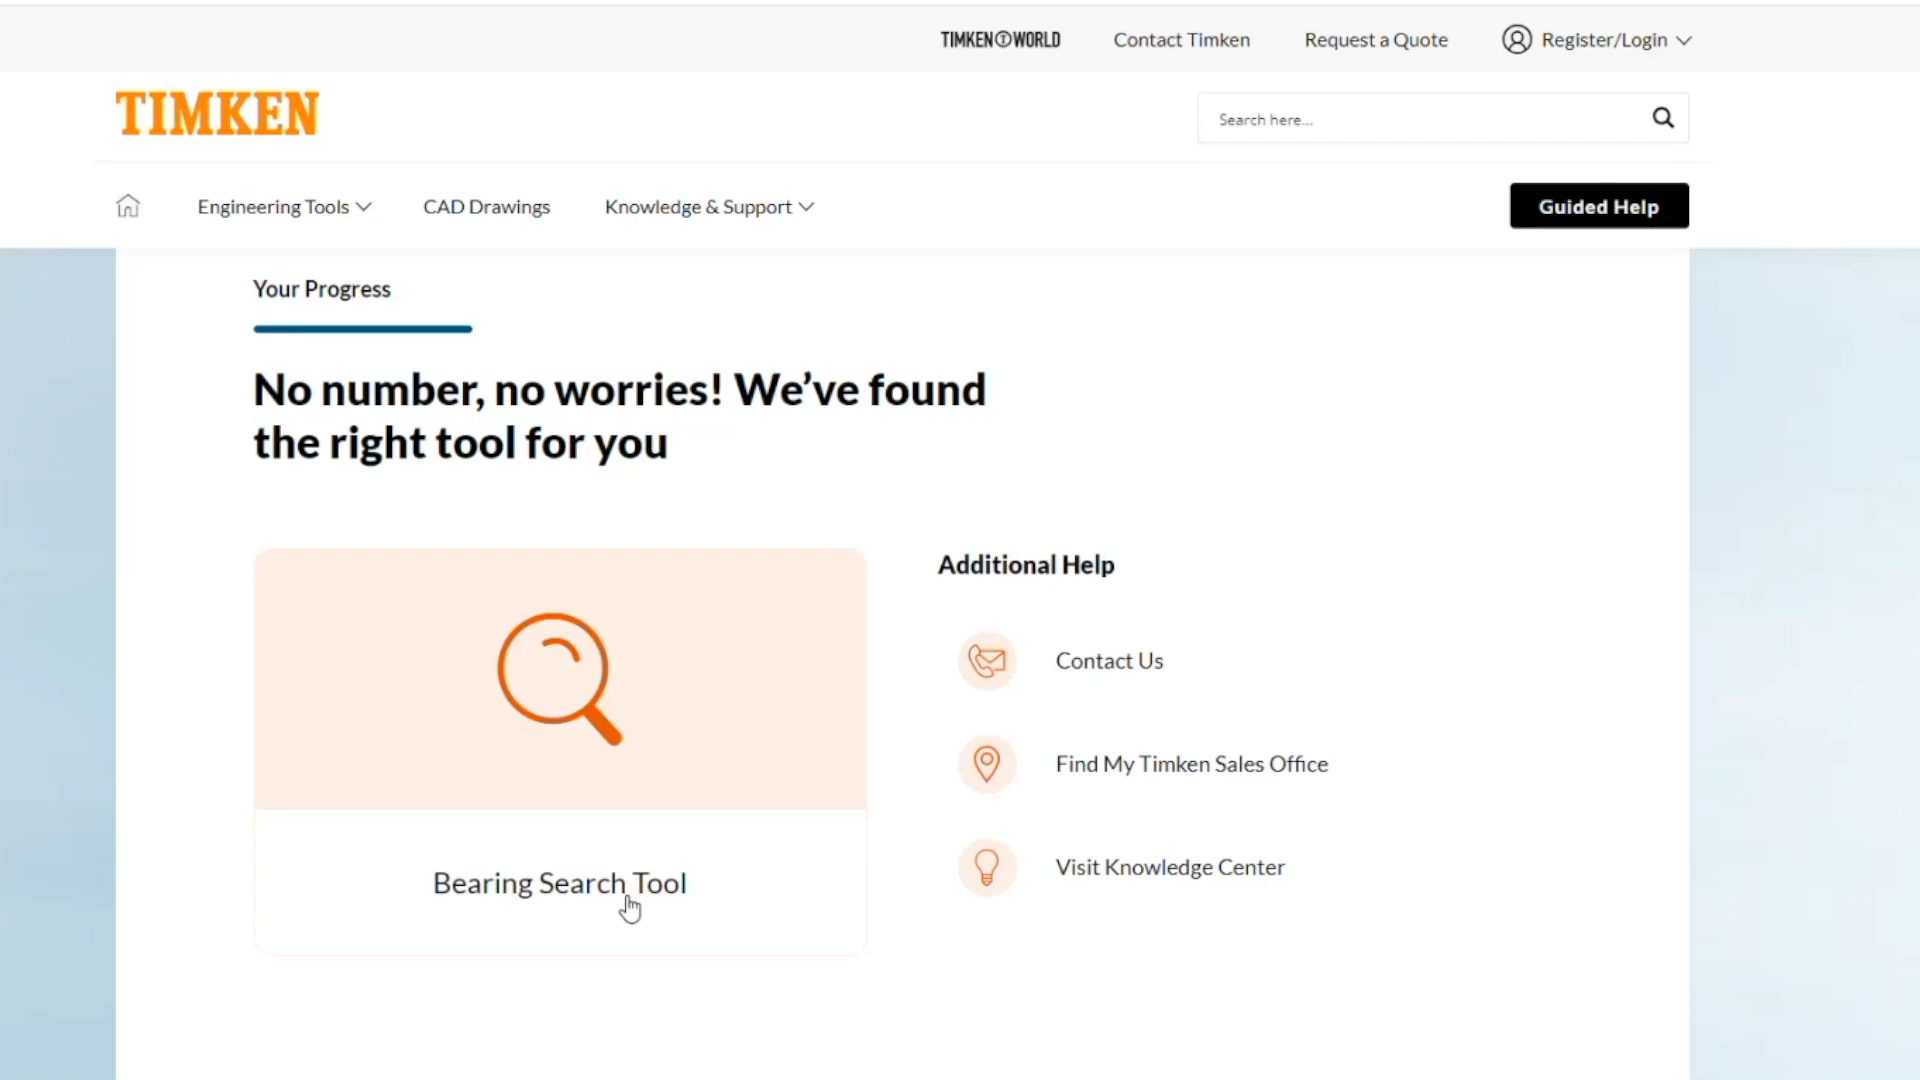 TIMKEN WORLD
Contact Timken
Request a Quote
Register/Login
TIMKEN
Search here...
Engineering Tools
CAD Drawings
Knowledge & Support
Guided Help
Your Progress
No number, no worries! We’ve found
the right tool for you
Additional Help
Contact Us
Find My Timken Sales Office
Visit Knowledge Center
Bearing Search Tool